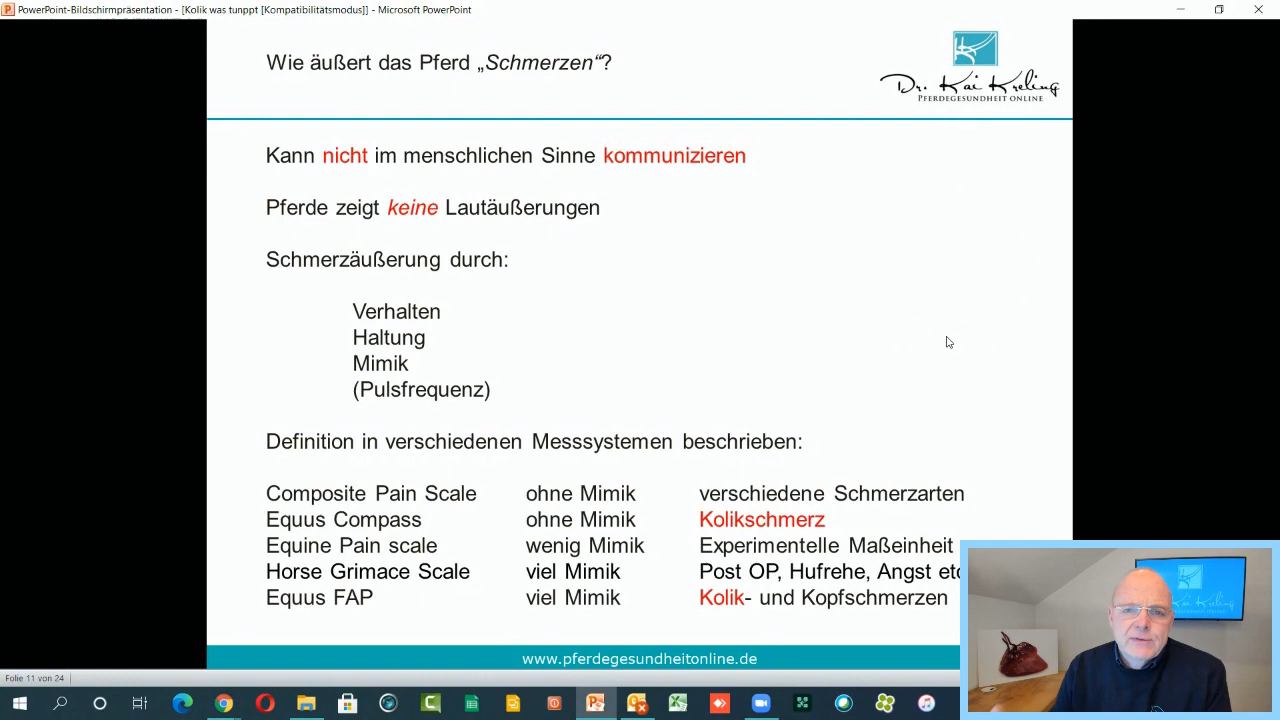 PowerPoint-Bildschirmpräsentation - [Kolik was tunppt [Kompatibilitätsmodus]] - Microsoft PowerPoint
Wie äußert das Pferd „Schmerzen“?
Dr. Kai Kreling
PFERDEGESUNDHEIT ONLINE
Kann nicht im menschlichen Sinne kommunizieren
Pferde zeigt keine Lautäußerungen
Schmerzäußerung durch:
Verhalten
Haltung
Mimik
(Pulsfrequenz)
Definition in verschiedenen Messsystemen beschrieben:
Composite Pain Scale ohne Mimik verschiedene Schmerzarten
Equus Compass ohne Mimik Kolikschmerz
Equine Pain scale wenig Mimik Experimentelle Maßeinheit
Horse Grimace Scale viel Mimik Post OP, Hufrehe, Angst etc
Equus FAP viel Mimik Kolik- und Kopfschmerzen
www.pferdegesundheitonline.de
Folie 11 von 24